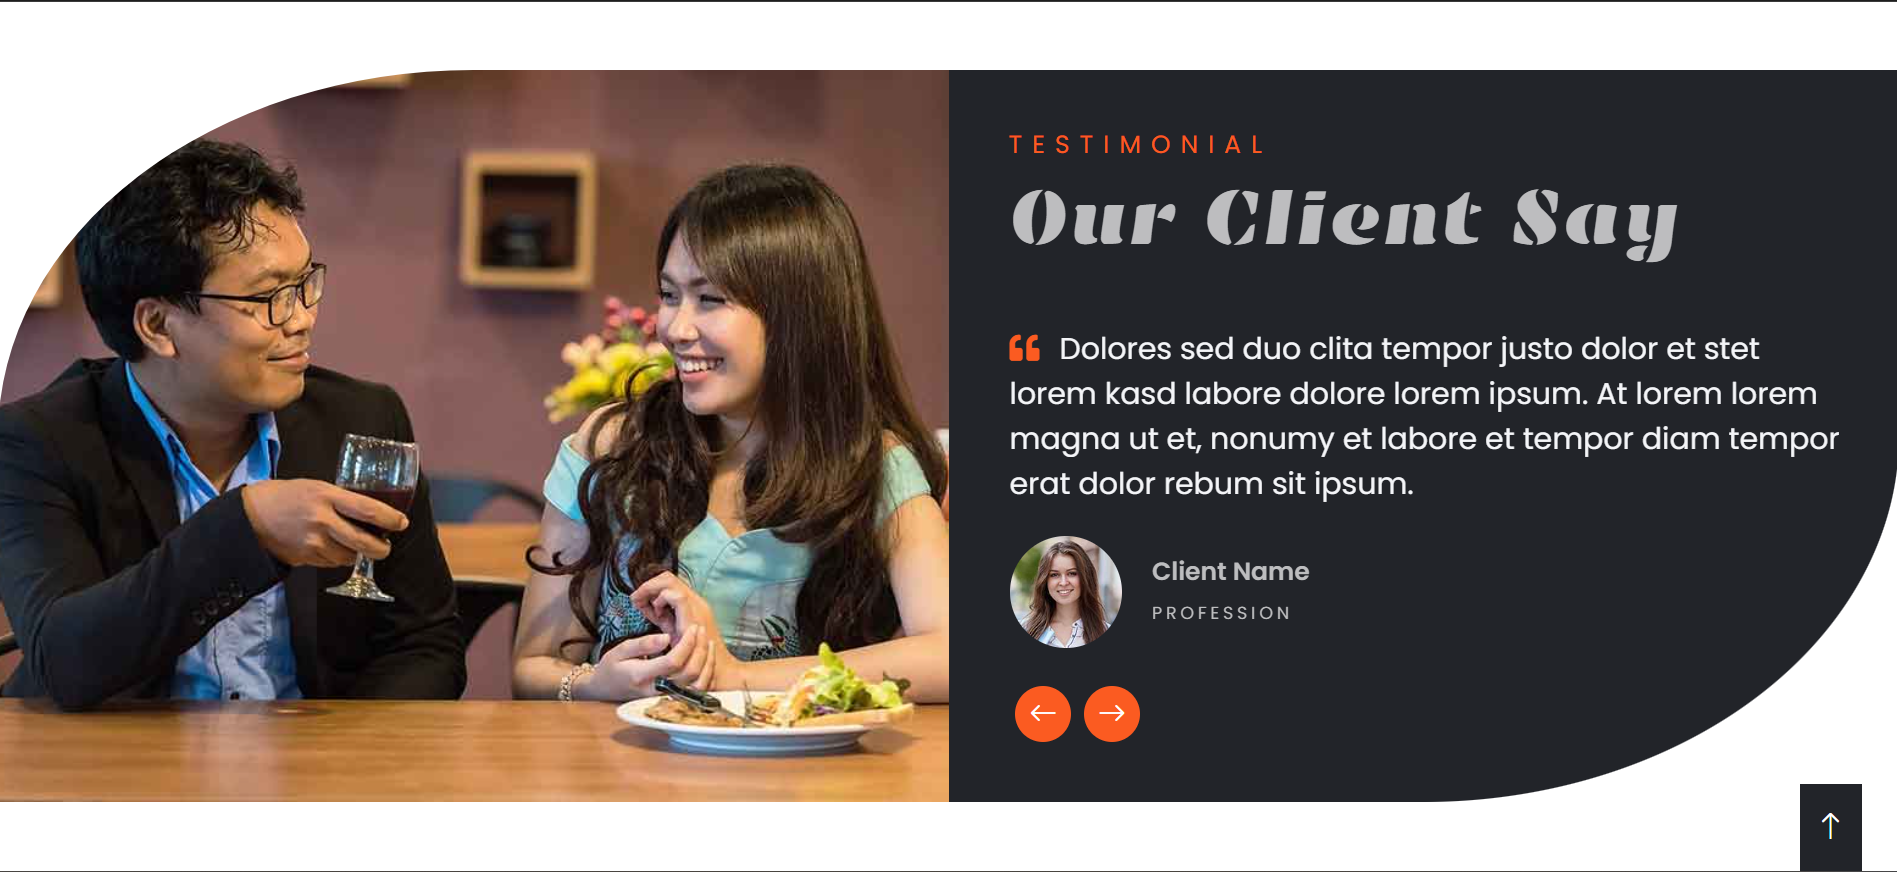 TESTIMONIAL
Our Client Say
Dolores sed duo clita tempor justo dolor et stet
lorem kasd labore dolore lorem ipsum. At lorem lorem
magna ut et, nonumy et labore et tempor diam tempor
erat dolor rebum sit ipsum.
Client Name
PROFESSION